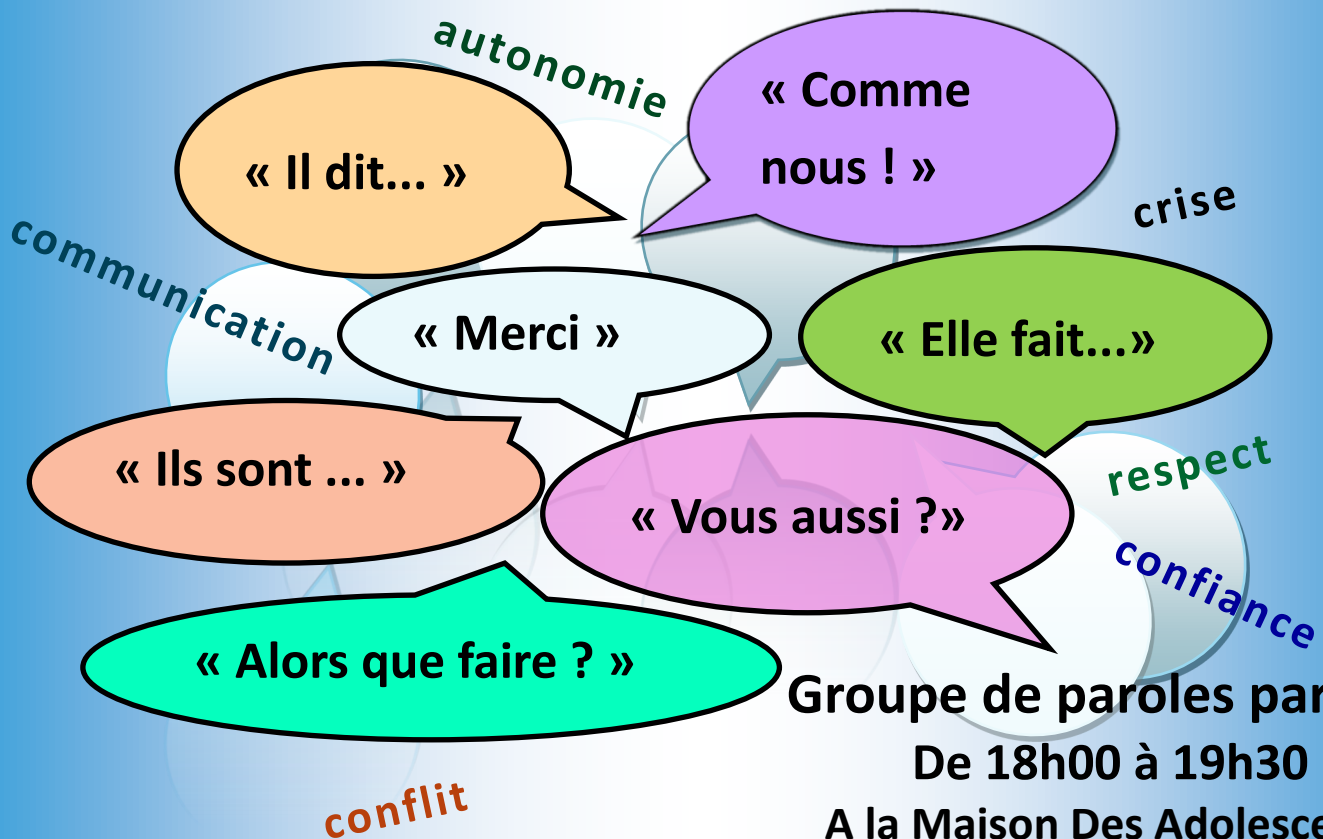 autonomie
« Comme
nous ! »
« Il dit... »
crise
communication
« Merci »
« Elle fait...»
« Ils sont ... »
respect
« Vous aussi ?»
confiance
« Alors que faire ? »
Groupe de paroles
De 18h00 à 19h30
conflit
A la Maison Des